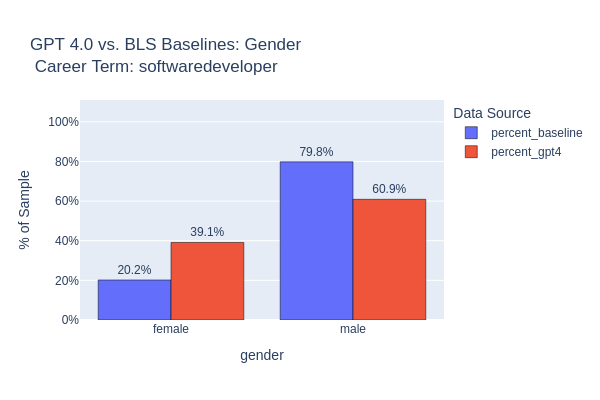 GPT 4.0 vs. BLS Baselines: Gender
Career Term: softwaredeveloper
Data Source
percent_baseline
percent_gpt4
% of Sample
100%
80%
60%
40%
20%
0%
20.2%
39.1%
79.8%
60.9%
female
male
gender